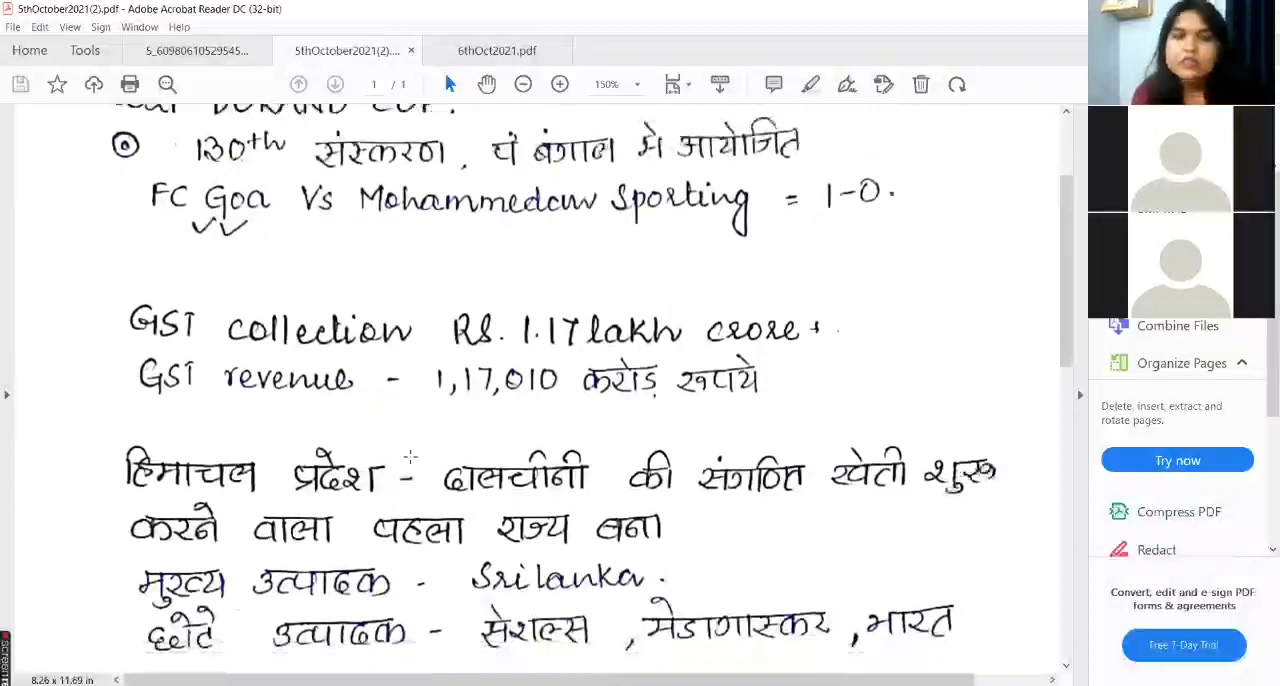 5thOctober2021(2).pdf - Adobe Acrobat Reader DC (32-bit)
File Edit View Sign Window Help
Home Tools 5_60980610529545... 5thOctober2021(2).... × 6thOct2021.pdf
1 / 1 150%
130th संस्करण, पं बंगाल मे आयोजित
FC Goa Vs Mohammedan Sporting = 1-0.
GST collection RS. 1.17 lakh crore+
GST revenue - 1,17,010 करोड़ रूपये
हिमाचल प्रदेश - दालचीनी की संगठित खेती शुरू
करने वाला पहला राज्य बना
मुख्य उत्पादक - Srilanka.
छोटे उत्पादक - सेशल्स, मेडागास्कर, भारत
Combine Files
Organize Pages
Delete, insert, extract and
rotate pages.
Try now
Compress PDF
Redact
Convert, edit and e-sign PDF
forms & agreements
Free 7-Day Trial
8.26 x 11.69 in